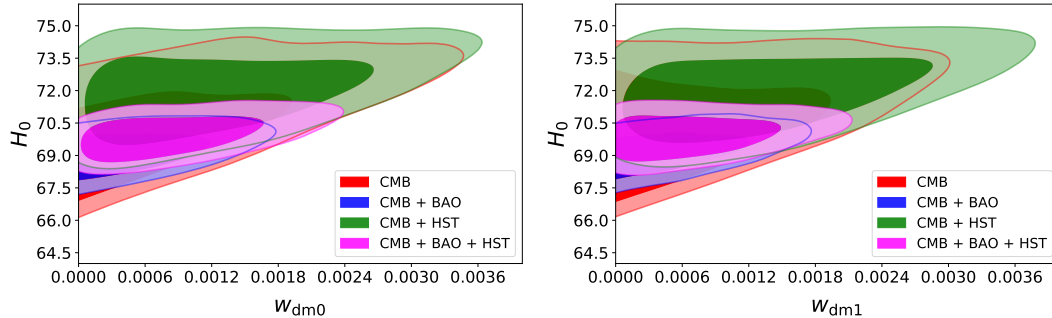 75.0
73.5
72.0
70.5
69.0
67.5
66.0
64.5
H0
0.0000 0.0006 0.0012 0.0018 0.0024 0.0030 0.0036
wdm0
CMB
CMB + BAO
CMB + HST
CMB + BAO + HST
75.0
73.5
72.0
70.5
69.0
67.5
66.0
64.5
H0
0.0000 0.0006 0.0012 0.0018 0.0024 0.0030 0.0036
wdm1
CMB
CMB + BAO
CMB + HST
CMB + BAO + HST